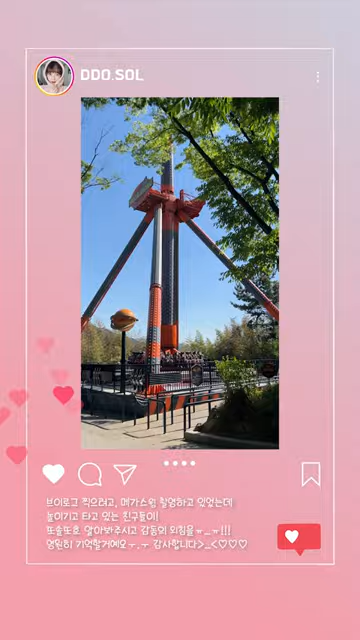 DDO.SOL
브이로그 찍으려고, 메가스윙 촬영하고 있었는데
놀이기구 타고 있는 친구들이!
또솔또효 알아봐주시고 감동의 외침을ㅠ_ㅠ!!!
영원히 기억할거예요ㅜ.ㅜ 감사합니다>_<♡♡♡